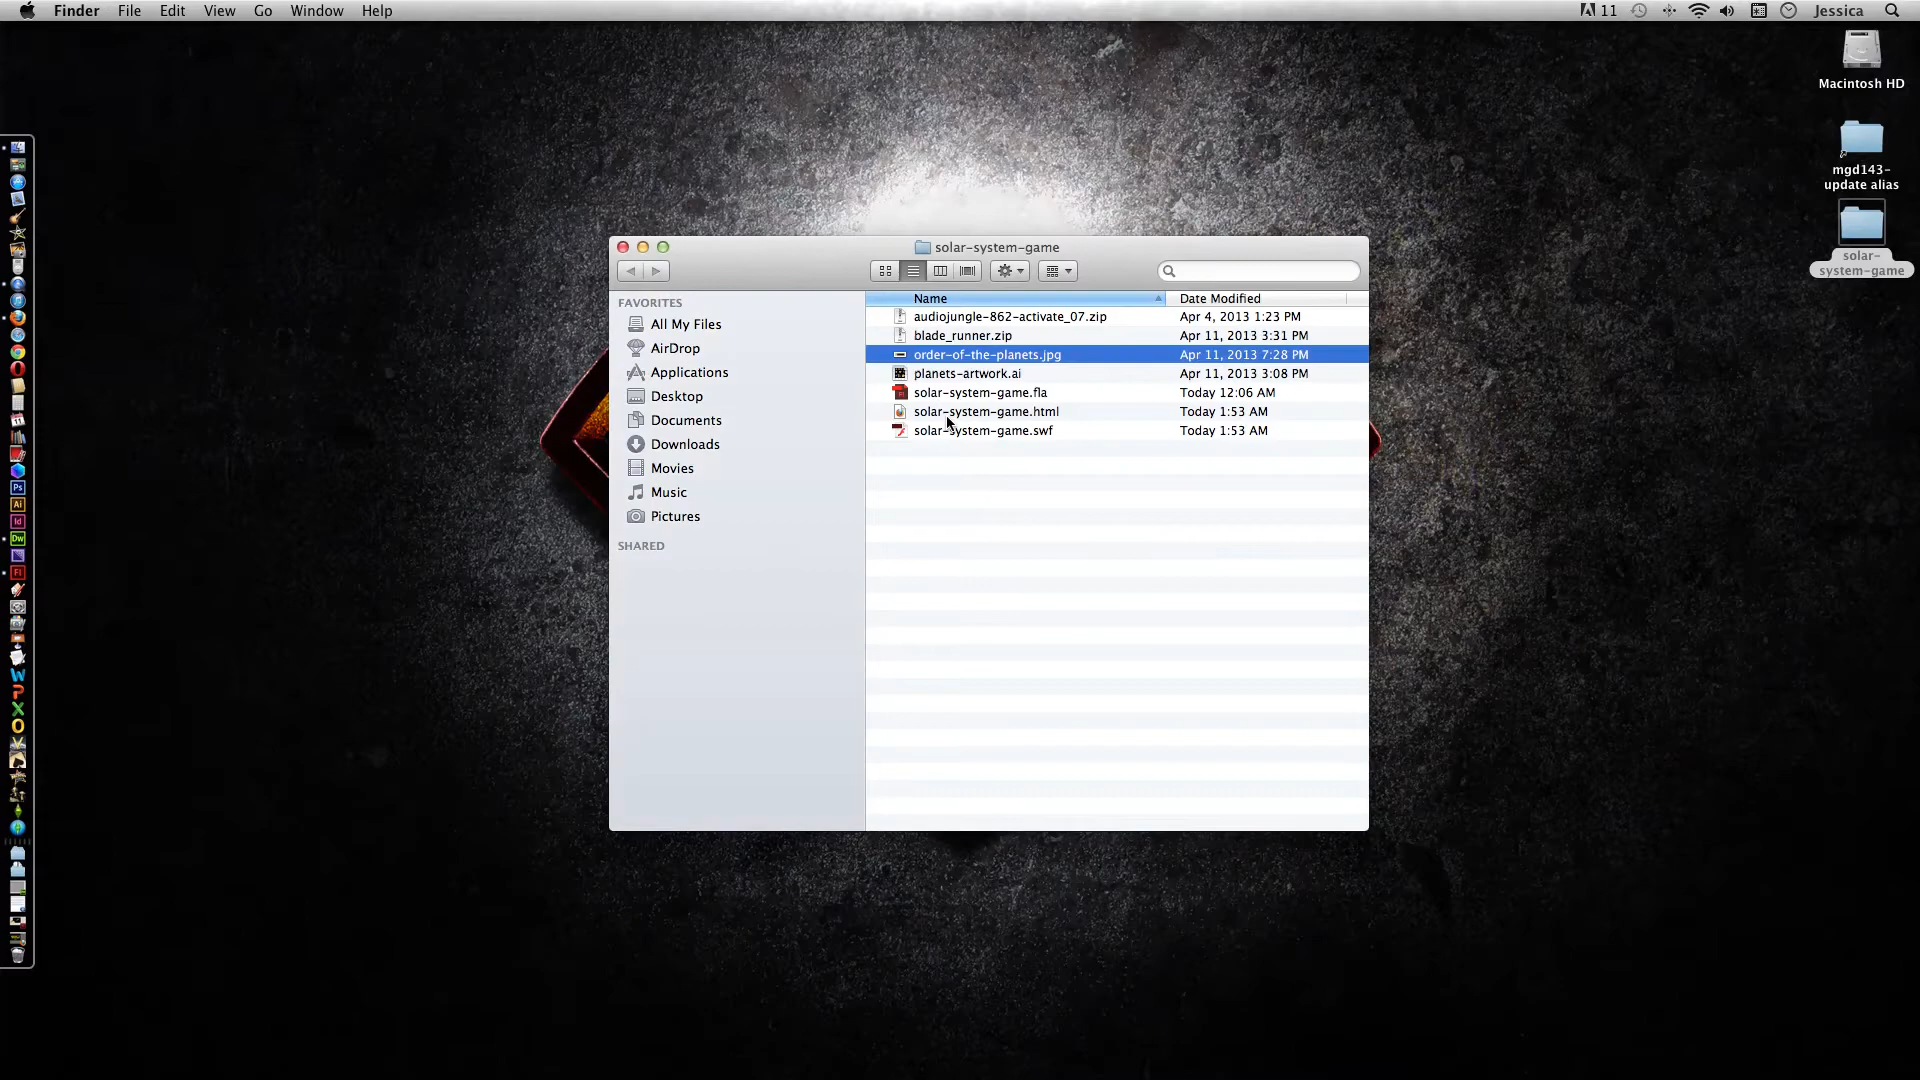 Finder File Edit View Go Window Help
11 Jessica
Macintosh HD
mgd143-
update alias
solar-
system-game
solar-system-game
FAVORITES
All My Files
AirDrop
Applications
Desktop
Documents
Downloads
Movies
Music
Pictures
SHARED
Name Date Modified
audiojungle-862-activate_07.zip Apr 4, 2013 1:23 PM
blade_runner.zip Apr 11, 2013 3:31 PM
order-of-the-planets.jpg Apr 11, 2013 7:28 PM
planets-artwork.ai Apr 11, 2013 3:08 PM
solar-system-game.fla Today 12:06 AM
solar-system-game.html Today 1:53 AM
solar-system-game.swf Today 1:53 AM
Ps
Ai
Id
Dw
Fl